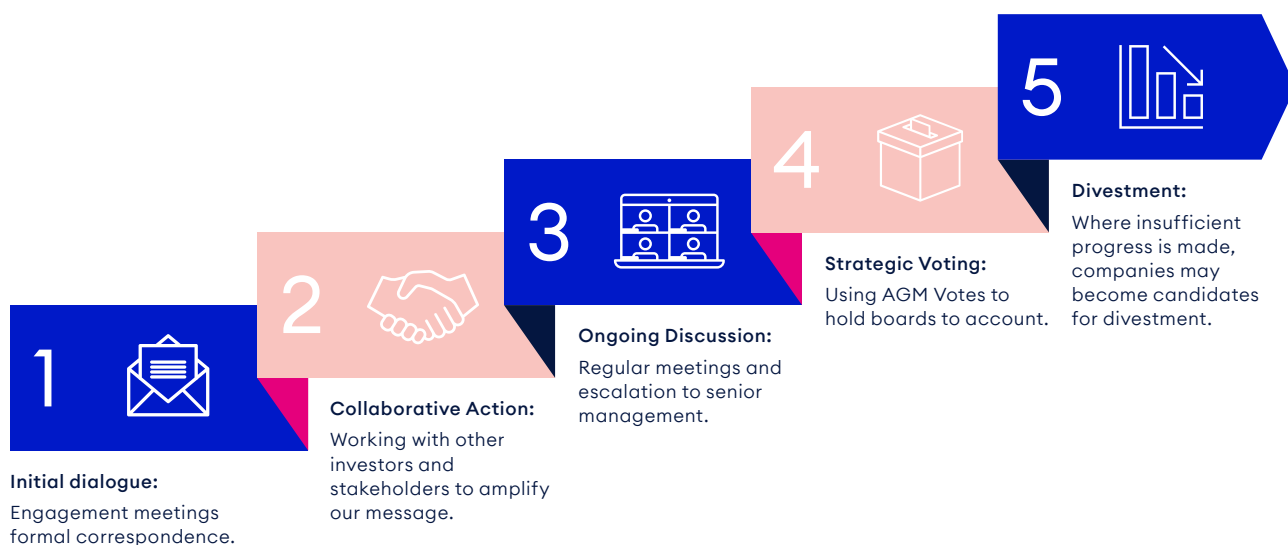 1
Initial dialogue:
Engagement meetings
formal correspondence.
2
Collaborative Action:
Working with other
investors and
stakeholders to amplify
our message.
3
Ongoing Discussion:
Regular meetings and
escalation to senior
management.
4
Strategic Voting:
Using AGM Votes to
hold boards to account.
5
Divestment:
Where insufficient
progress is made,
companies may
become candidates
for divestment.